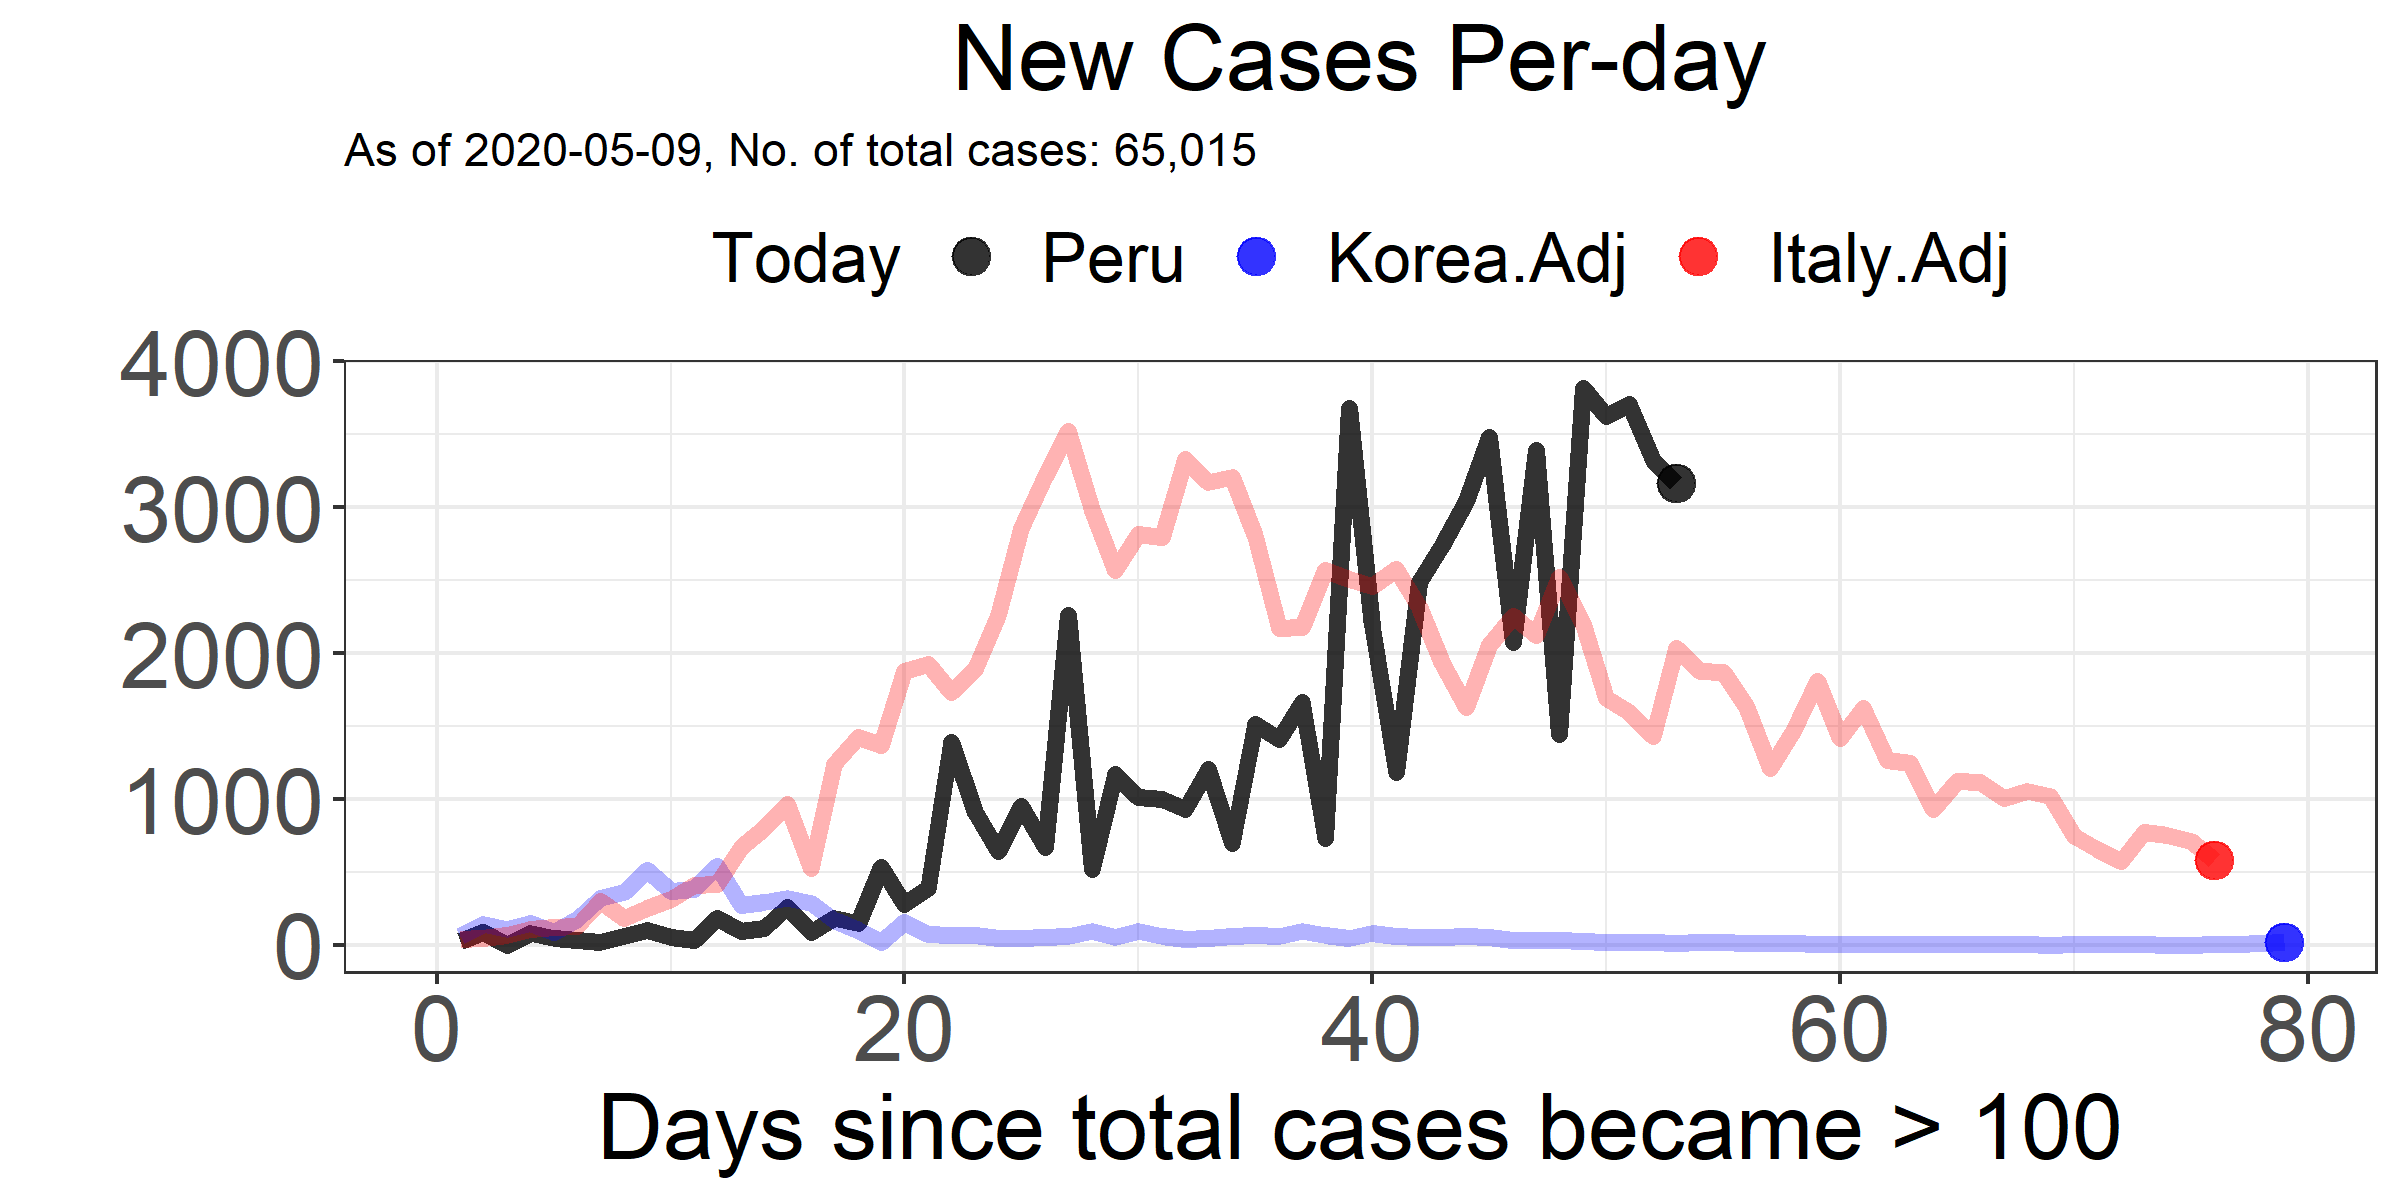 New Cases Per-day
As of 2020-05-09, No. of total cases: 65,015
Today Peru Korea.Adj Italy.Adj
4000
3000
2000
1000
0
0 20 40 60 80
Days since total cases became > 100